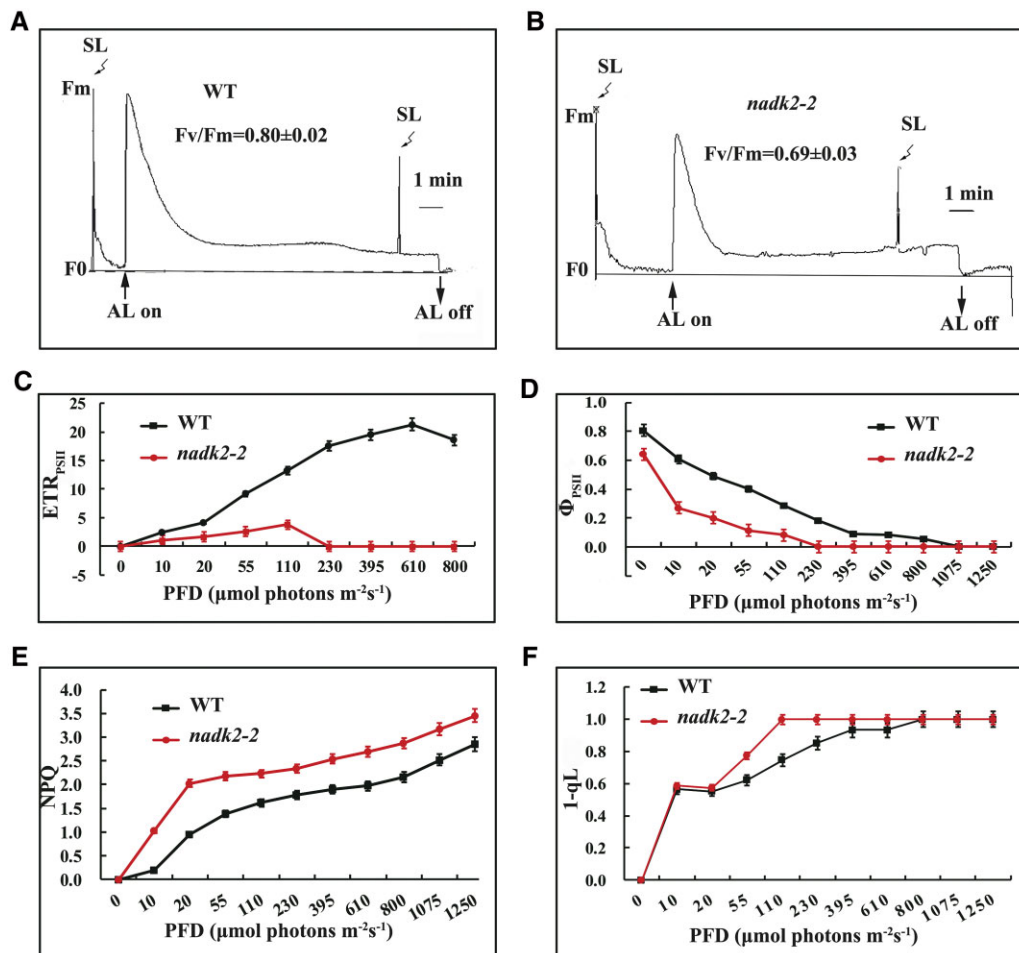 A
SL
Fm
WT
Fv/Fm=0.80±0.02
SL
1 min
F0
AL on
AL off
B
SL
Fm
nadk2-2
Fv/Fm=0.69±0.03
SL
1 min
F0
AL on
AL off
C
ETR_PSII
25
20
15
10
5
0
-5
WT
nadk2-2
0 10 20 55 110 230 395 610 800
PFD (μmol photons m⁻²s⁻¹)
D
Φ_PSII
1.0
0.8
0.6
0.4
0.2
0.0
WT
nadk2-2
0 10 20 55 110 230 395 610 800 1075 1250
PFD (μmol photons m⁻²s⁻¹)
E
NPQ
4.0
3.5
3.0
2.5
2.0
1.5
1.0
0.5
0.0
WT
nadk2-2
0 10 20 55 110 230 395 610 800 1075 1250
PFD (μmol photons m⁻²s⁻¹)
F
1-qL
1.2
1.0
0.8
0.6
0.4
0.2
0.0
WT
nadk2-2
0 10 20 55 110 230 395 610 800 1075 1250
PFD (μmol photons m⁻²s⁻¹)